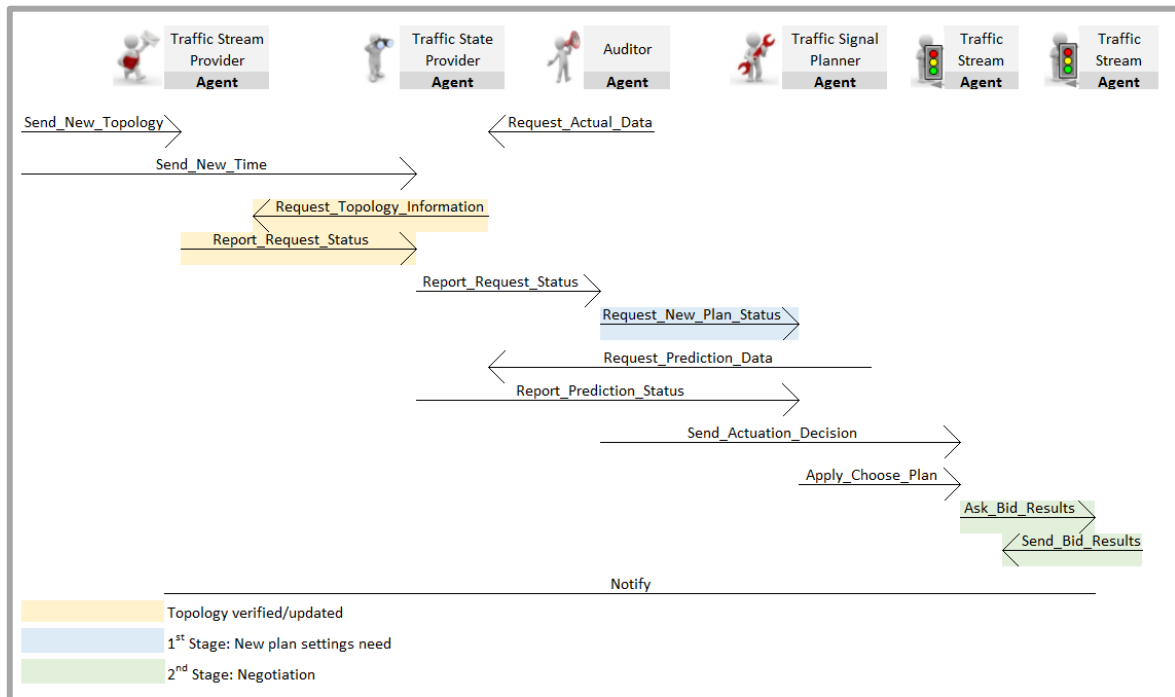 Traffic Stream
Provider
Agent
Traffic State
Provider
Agent
Auditor
Agent
Traffic Signal
Planner
Agent
Traffic
Stream
Agent
Traffic
Stream
Agent
Send_New_Topology
Request_Actual_Data
Send_New_Time
Request_Topology_Information
Report_Request_Status
Report_Request_Status
Request_New_Plan_Status
Request_Prediction_Data
Report_Prediction_Status
Send_Actuation_Decision
Apply_Choose_Plan
Ask_Bid_Results
Send_Bid_Results
Notify
Topology verified/updated
1st Stage: New plan settings need
2nd Stage: Negotiation